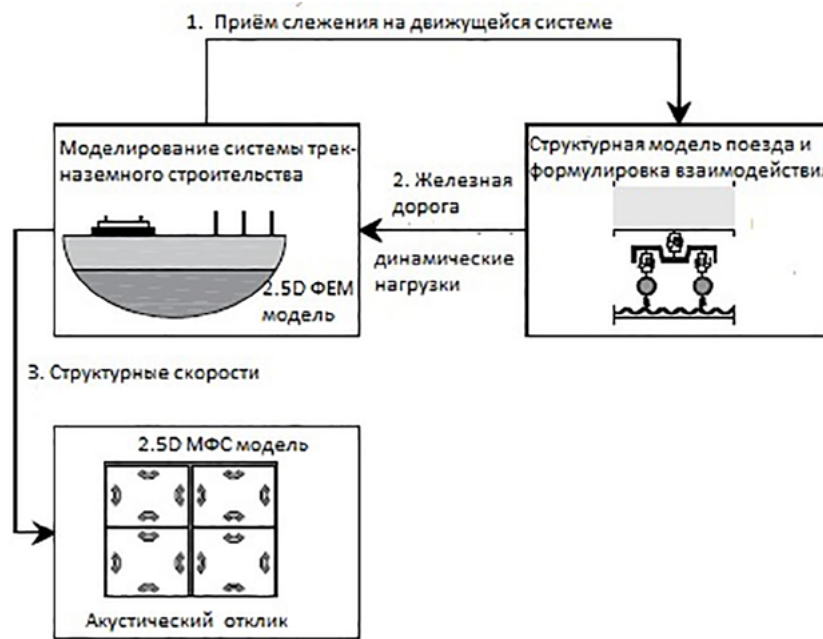 1. Приём слежения на движущейся системе
Моделирование системы трек-
наземного строительства
2.5D ФЕМ
модель
Структурная модель поезда и
формулировка взаимодействия
2. Железная
дорога
динамические
нагрузки
3. Структурные скорости
2.5D МФС модель
Акустический отклик